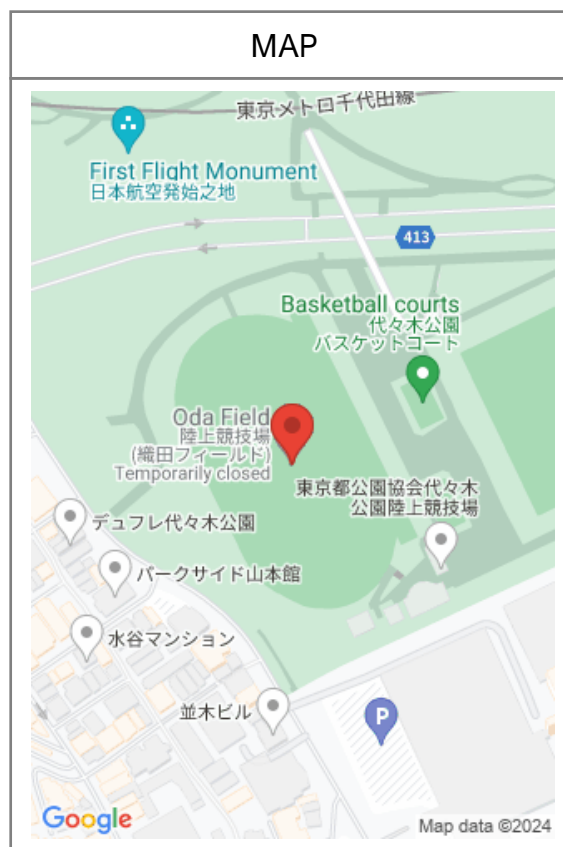 MAP
東京メトロ千代田線
First Flight Monument
日本航空発始之地
413
Basketball courts
代々木公園
バスケットコート
Oda Field
陸上競技場
(織田フィールド)
Temporarily closed
東京都公園協会代々木
公園陸上競技場
デュフレ代々木公園
パークサイド山本館
水谷マンション
並木ビル
P
Google
Map data ©2024